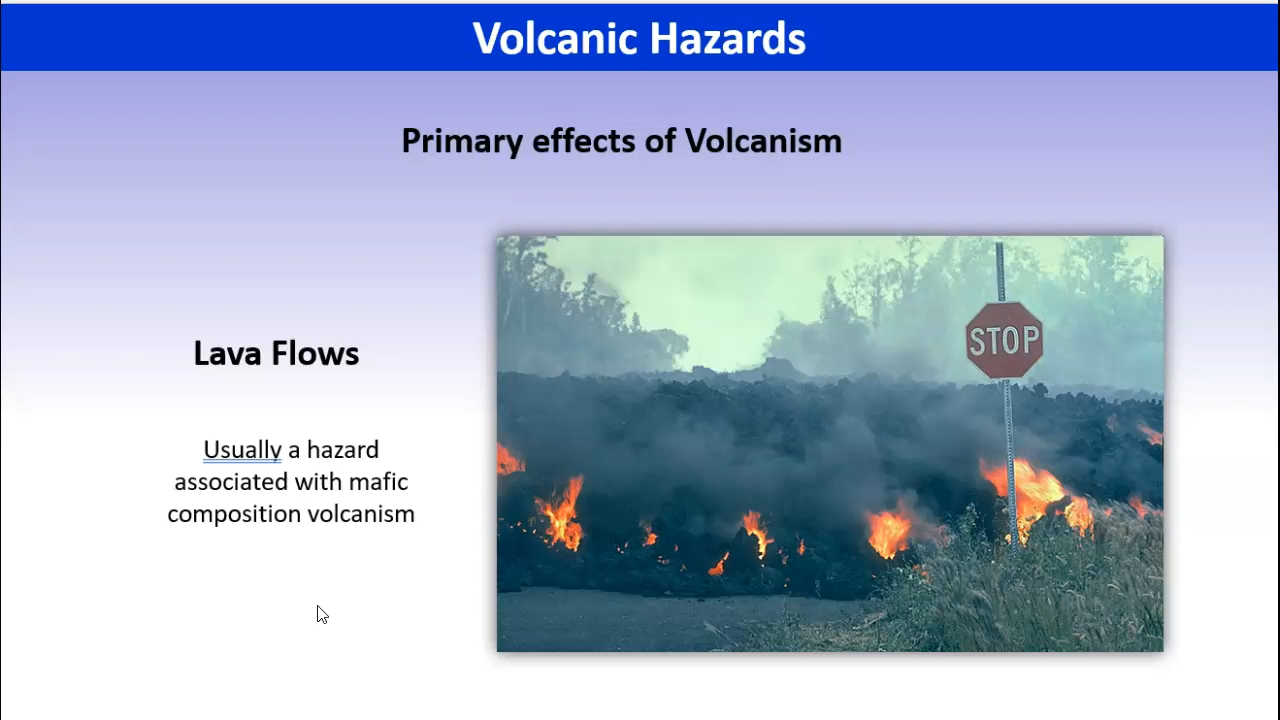 Volcanic Hazards
Primary effects of Volcanism
Lava Flows
Usually a hazard
associated with mafic
composition volcanism
STOP